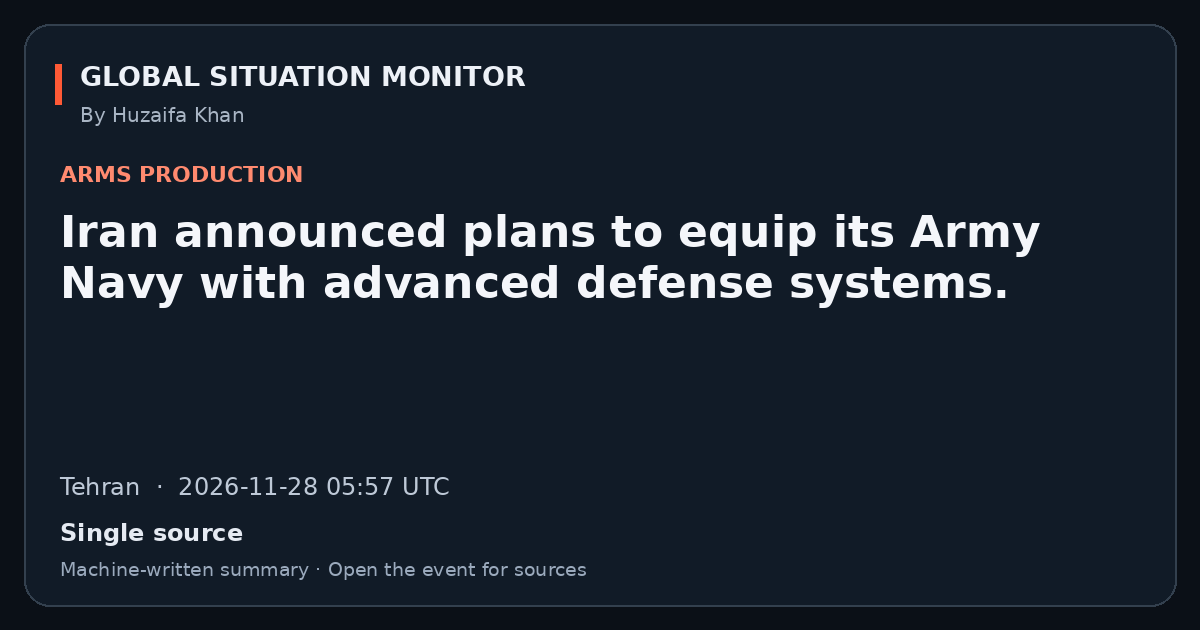 GLOBAL SITUATION MONITOR
By Huzaifa Khan
ARMS PRODUCTION
Iran announced plans to equip its Army
Navy with advanced defense systems.
Tehran · 2026-11-28 05:57 UTC
Single source
Machine-written summary · Open the event for sources